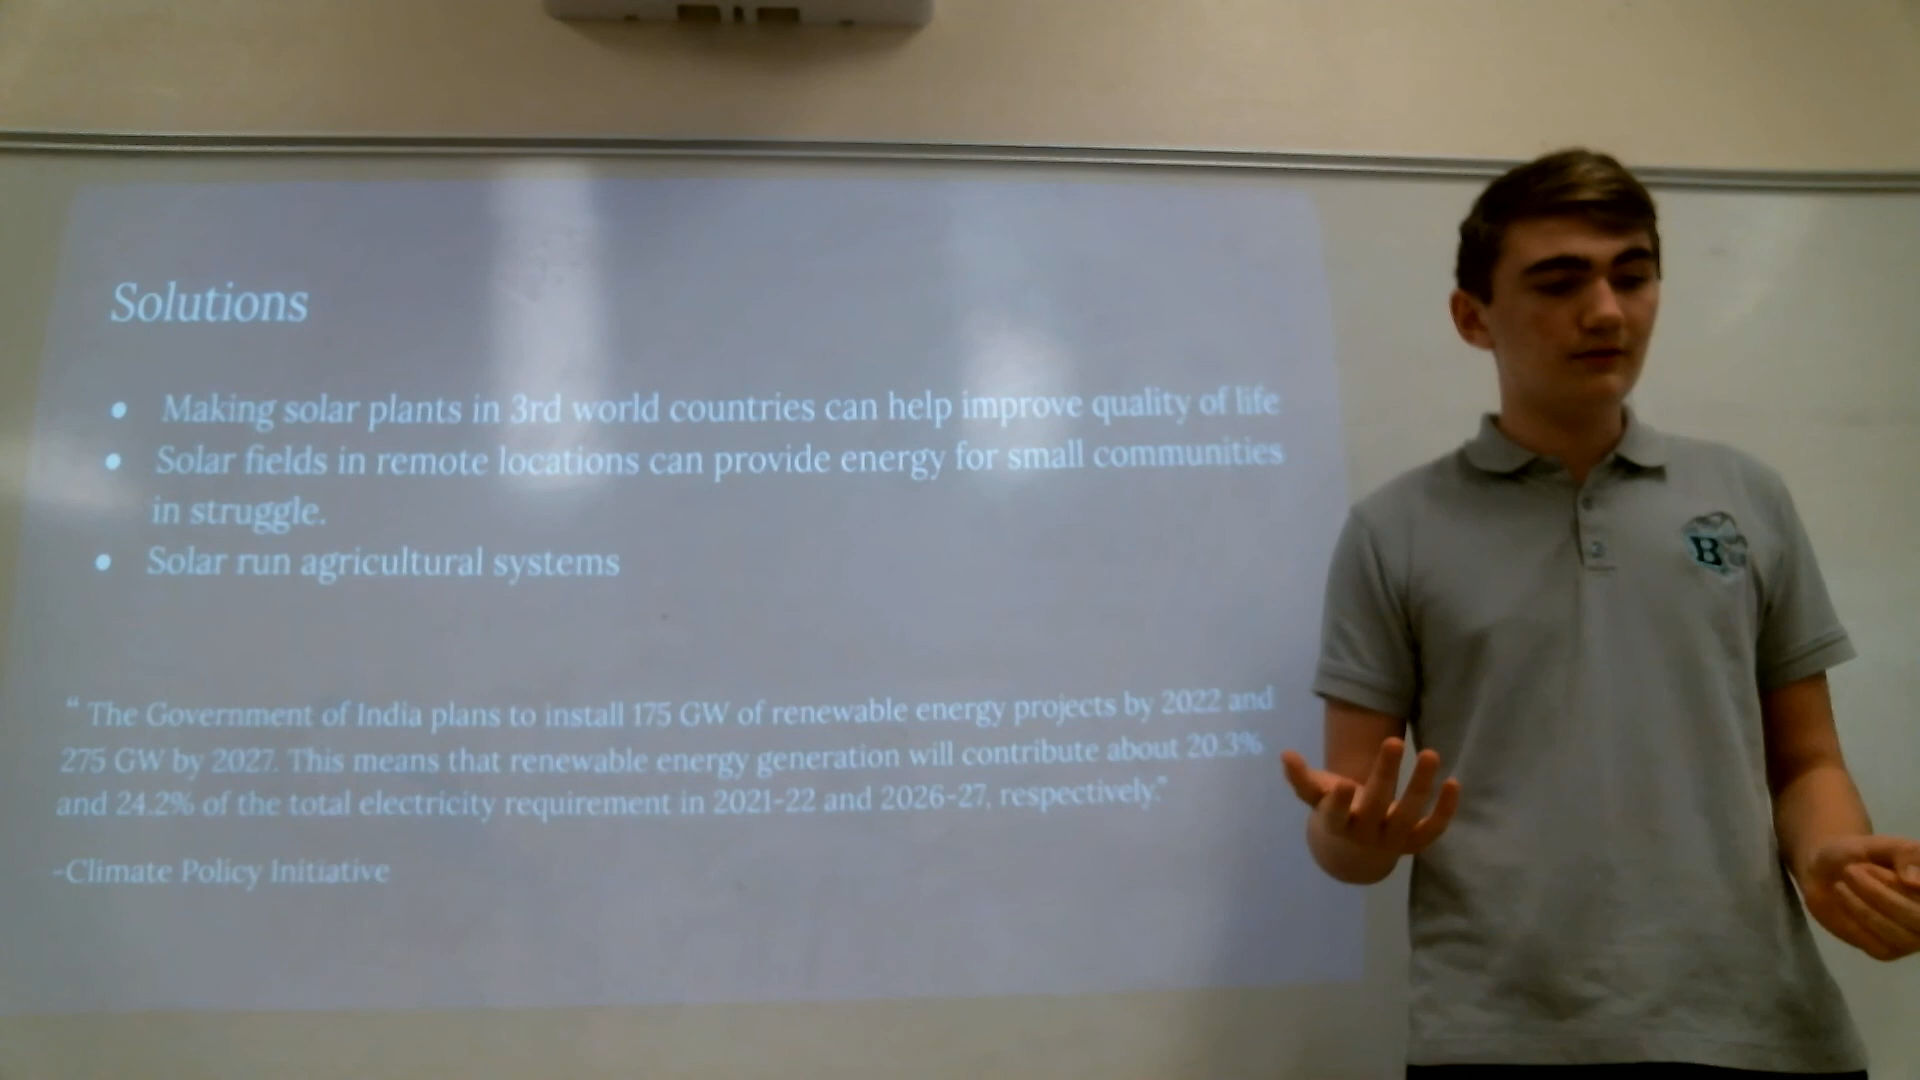 Solutions
● Making solar plants in 3rd world countries can help improve quality of life
● Solar fields in remote locations can provide energy for small communities
in struggle.
● Solar run agricultural systems
“ The Government of India plans to install 175 GW of renewable energy projects by 2022 and
275 GW by 2027. This means that renewable energy generation will contribute about 20.3%
and 24.2% of the total electricity requirement in 2021-22 and 2026-27, respectively.”
-Climate Policy Initiative
B